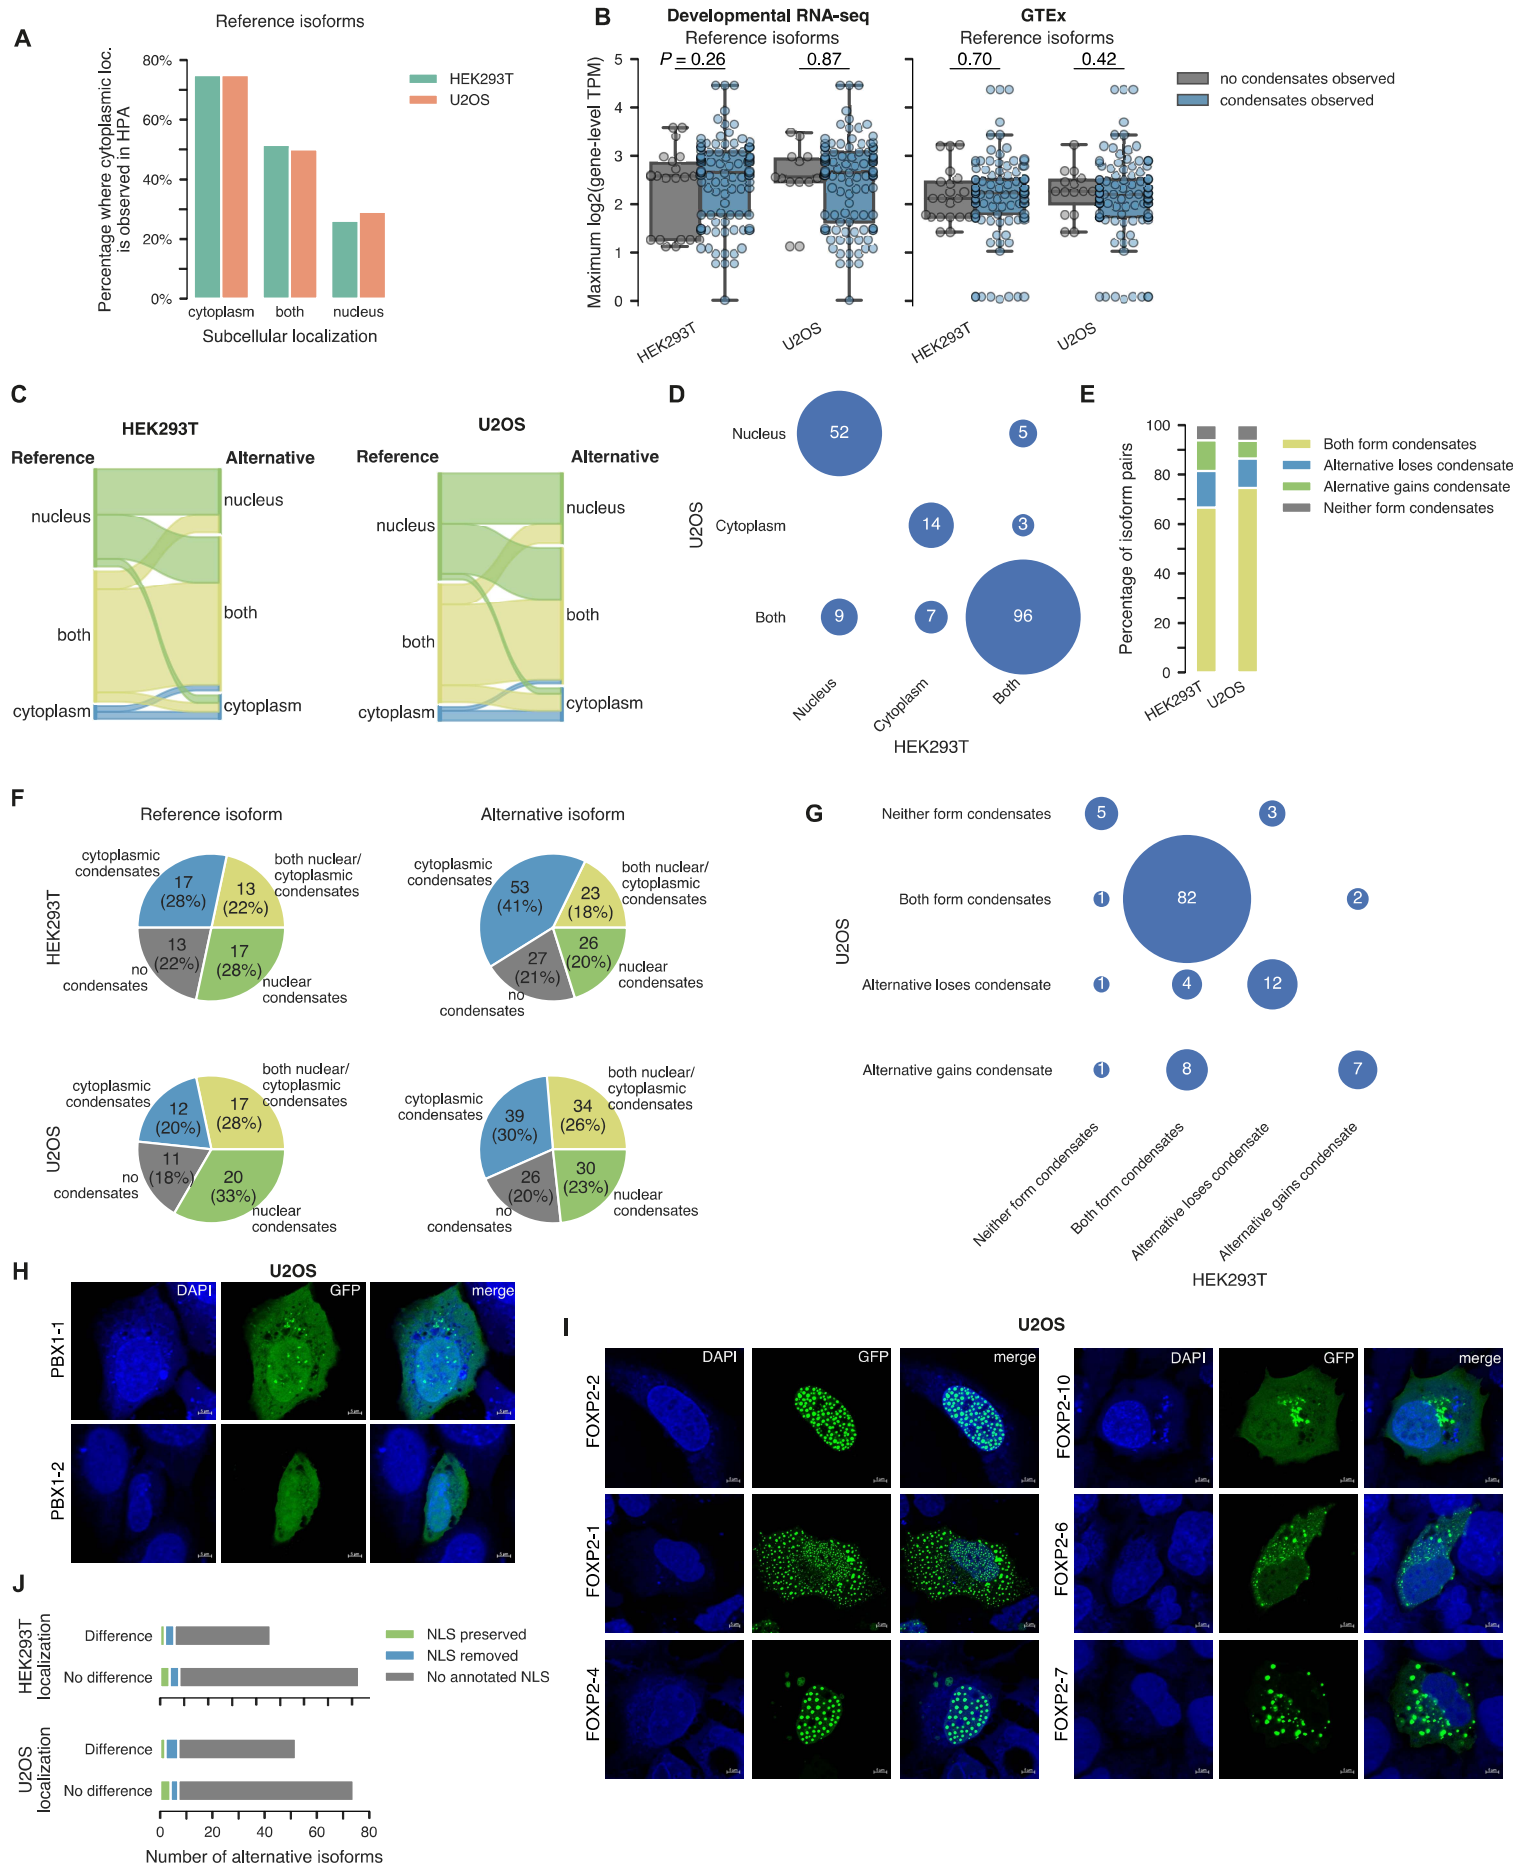 A
Reference isoforms
Percentage where cytoplasmic loc.
is observed in HPA
80%
60%
40%
20%
0%
cytoplasm both nucleus
Subcellular localization
HEK293T
U2OS
B
Developmental RNA-seq
Reference isoforms
P = 0.26
0.87
GTEx
Reference isoforms
0.70
0.42
Maximum log2(gene-level TPM)
5
4
3
2
1
0
HEK293T
U2OS
HEK293T
U2OS
no condensates observed
condensates observed
C
HEK293T
Reference Alternative
nucleus
both
cytoplasm
nucleus
both
cytoplasm
U2OS
Reference Alternative
nucleus
both
cytoplasm
nucleus
both
cytoplasm
D
U2OS
Nucleus
52
5
Cytoplasm
14
3
Both
9
7
96
Nucleus
Cytoplasm
Both
HEK293T
E
Percentage of isoform pairs
100
80
60
40
20
0
HEK293T
U2OS
Both form condensates
Alternative loses condensate
Alernative gains condensate
Neither form condensates
F
Reference isoform
Alternative isoform
HEK293T
cytoplasmic
condensates
17
(28%)
both nuclear/
cytoplasmic
condensates
13
(22%)
no
condensates
13
(22%)
17
(28%)
nuclear
condensates
cytoplasmic
condensates
53
(41%)
both nuclear/
cytoplasmic
condensates
23
(18%)
no
condensates
27
(21%)
26
(20%)
nuclear
condensates
U2OS
cytoplasmic
condensates
12
(20%)
both nuclear/
cytoplasmic
condensates
17
(28%)
no
condensates
11
(18%)
20
(33%)
nuclear
condensates
cytoplasmic
condensates
39
(30%)
both nuclear/
cytoplasmic
condensates
34
(26%)
no
condensates
26
(20%)
30
(23%)
nuclear
condensates
G
U2OS
Neither form condensates
5
3
Both form condensates
1
82
2
Alternative loses condensate
1
4
12
Alternative gains condensate
1
8
7
Neither form condensates
Both form condensates
Alternative loses condensate
Alternative gains condensate
HEK293T
H
U2OS
DAPI
GFP
merge
PBX1-1
PBX1-2
I
U2OS
DAPI
GFP
merge
DAPI
GFP
merge
FOXP2-2
FOXP2-10
FOXP2-1
FOXP2-6
FOXP2-4
FOXP2-7
J
HEK293T
localization
Difference
No difference
NLS preserved
NLS removed
No annotated NLS
U2OS
localization
Difference
No difference
0 20 40 60 80
Number of alternative isoforms